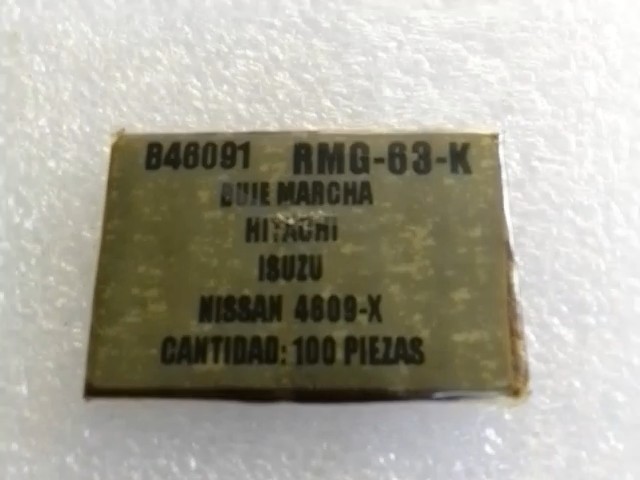 B46091 RMG-63-K
BUJE MARCHA
HITACHI
ISUZU
NISSAN 4609-X
CANTIDAD: 100 PIEZAS